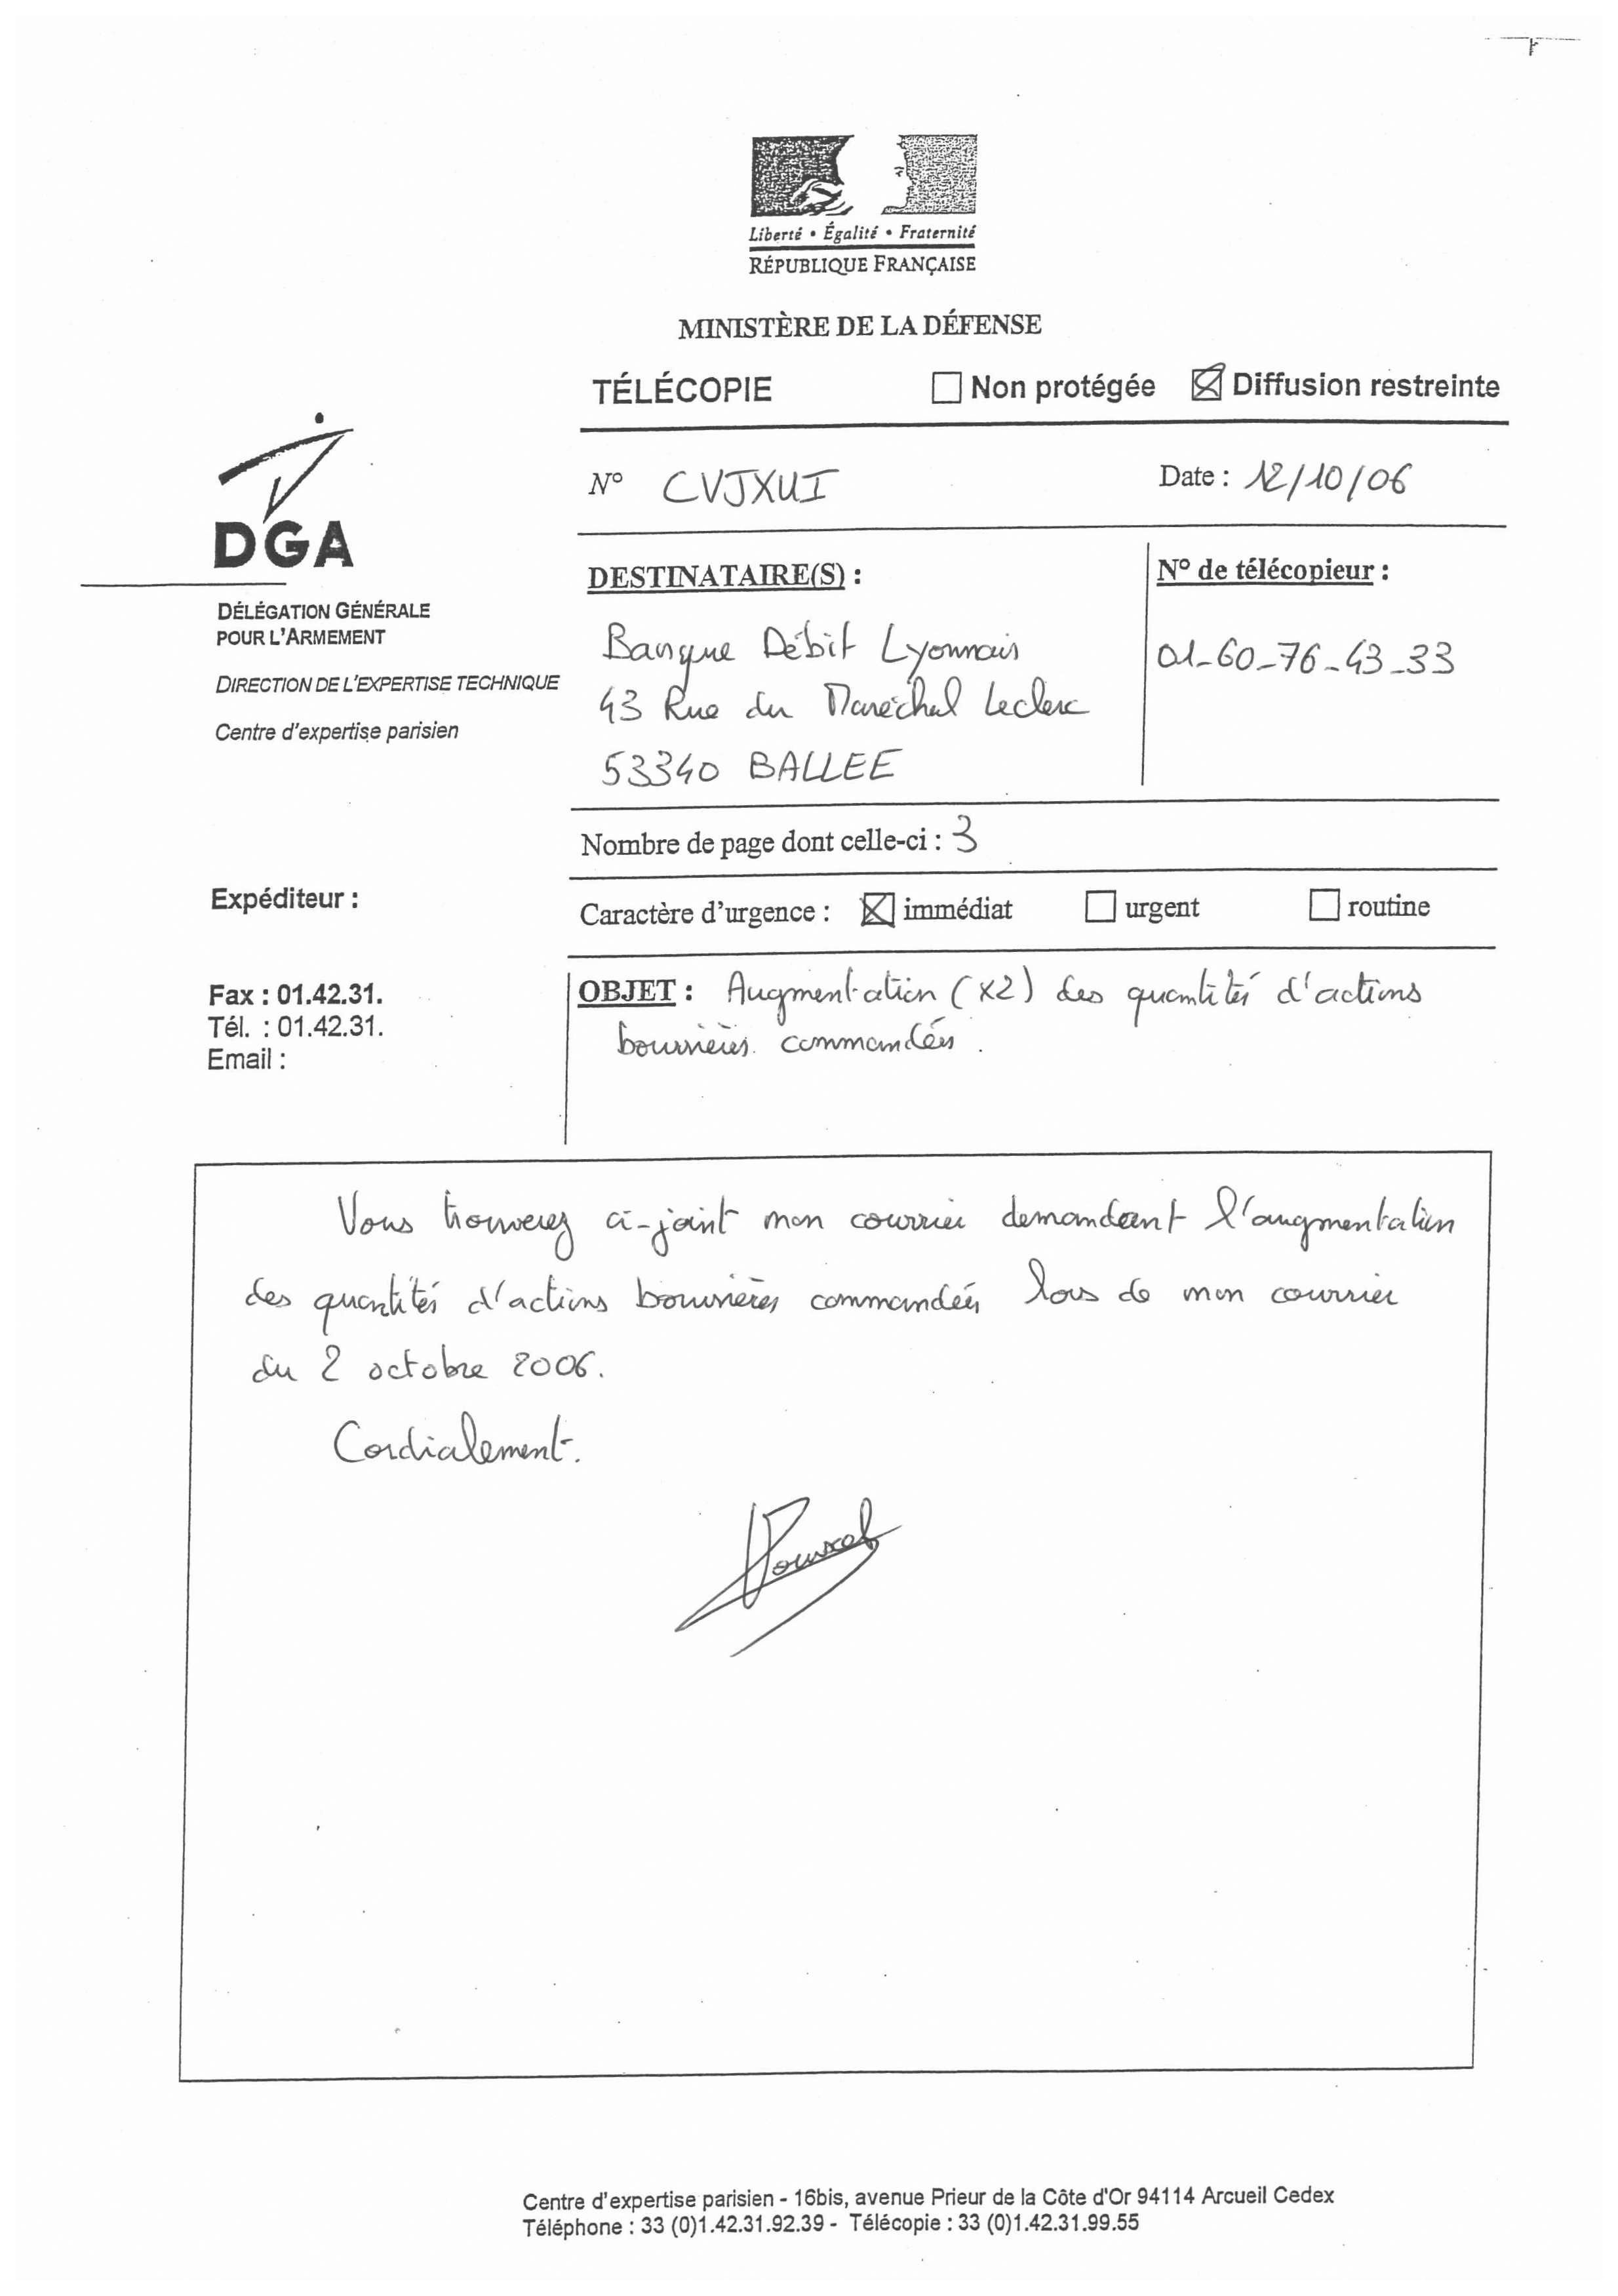 Liberté • Égalité • Fraternité
RÉPUBLIQUE FRANÇAISE
MINISTÈRE DE LA DÉFENSE
TÉLÉCOPIE Non protégée Diffusion restreinte
N° CVJXUI Date : 12/10/06
DGA
DÉLÉGATION GÉNÉRALE
POUR L'ARMEMENT
DIRECTION DE L'EXPERTISE TECHNIQUE
Centre d'expertise parisien
DESTINATAIRE(S) :
Banque Débit Lyonnais
43 Rue du Maréchal Leclerc
53340 BALLEE
N° de télécopieur :
01-60-76-43-33
Nombre de page dont celle-ci : 3
Expéditeur :
Caractère d'urgence : immédiat urgent routine
Fax : 01.42.31.
Tél. : 01.42.31.
Email :
OBJET : Augmentation (x2) des quantités d'actions
boursières commandées.
Vous trouverez ci-joint mon courrier demandant l'augmentation
des quantités d'actions boursières commandées lors de mon courrier
du 2 octobre 2006.
Cordialement.
Centre d'expertise parisien - 16bis, avenue Prieur de la Côte d'Or 94114 Arcueil Cedex
Téléphone : 33 (0)1.42.31.92.39 - Télécopie : 33 (0)1.42.31.99.55